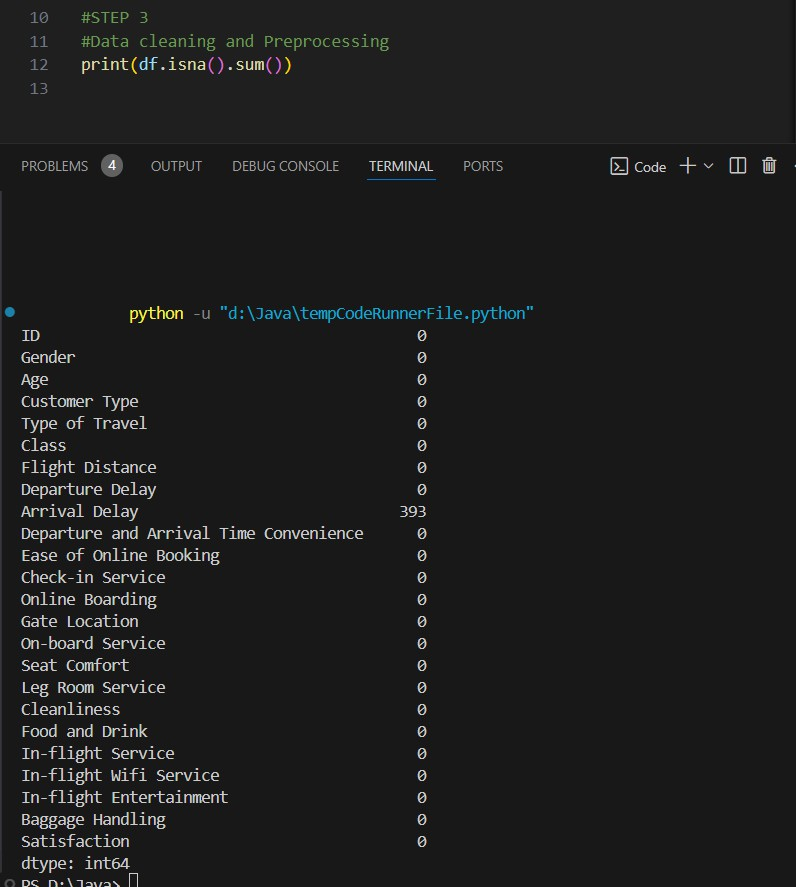 10 #STEP 3
11 #Data cleaning and Preprocessing
12 print(df.isna().sum())
13
PROBLEMS 4 OUTPUT DEBUG CONSOLE TERMINAL PORTS Code
python -u "d:\Java\tempCodeRunnerFile.python"
ID 0
Gender 0
Age 0
Customer Type 0
Type of Travel 0
Class 0
Flight Distance 0
Departure Delay 0
Arrival Delay 393
Departure and Arrival Time Convenience 0
Ease of Online Booking 0
Check-in Service 0
Online Boarding 0
Gate Location 0
On-board Service 0
Seat Comfort 0
Leg Room Service 0
Cleanliness 0
Food and Drink 0
In-flight Service 0
In-flight Wifi Service 0
In-flight Entertainment 0
Baggage Handling 0
Satisfaction 0
dtype: int64
PS D:\Java>